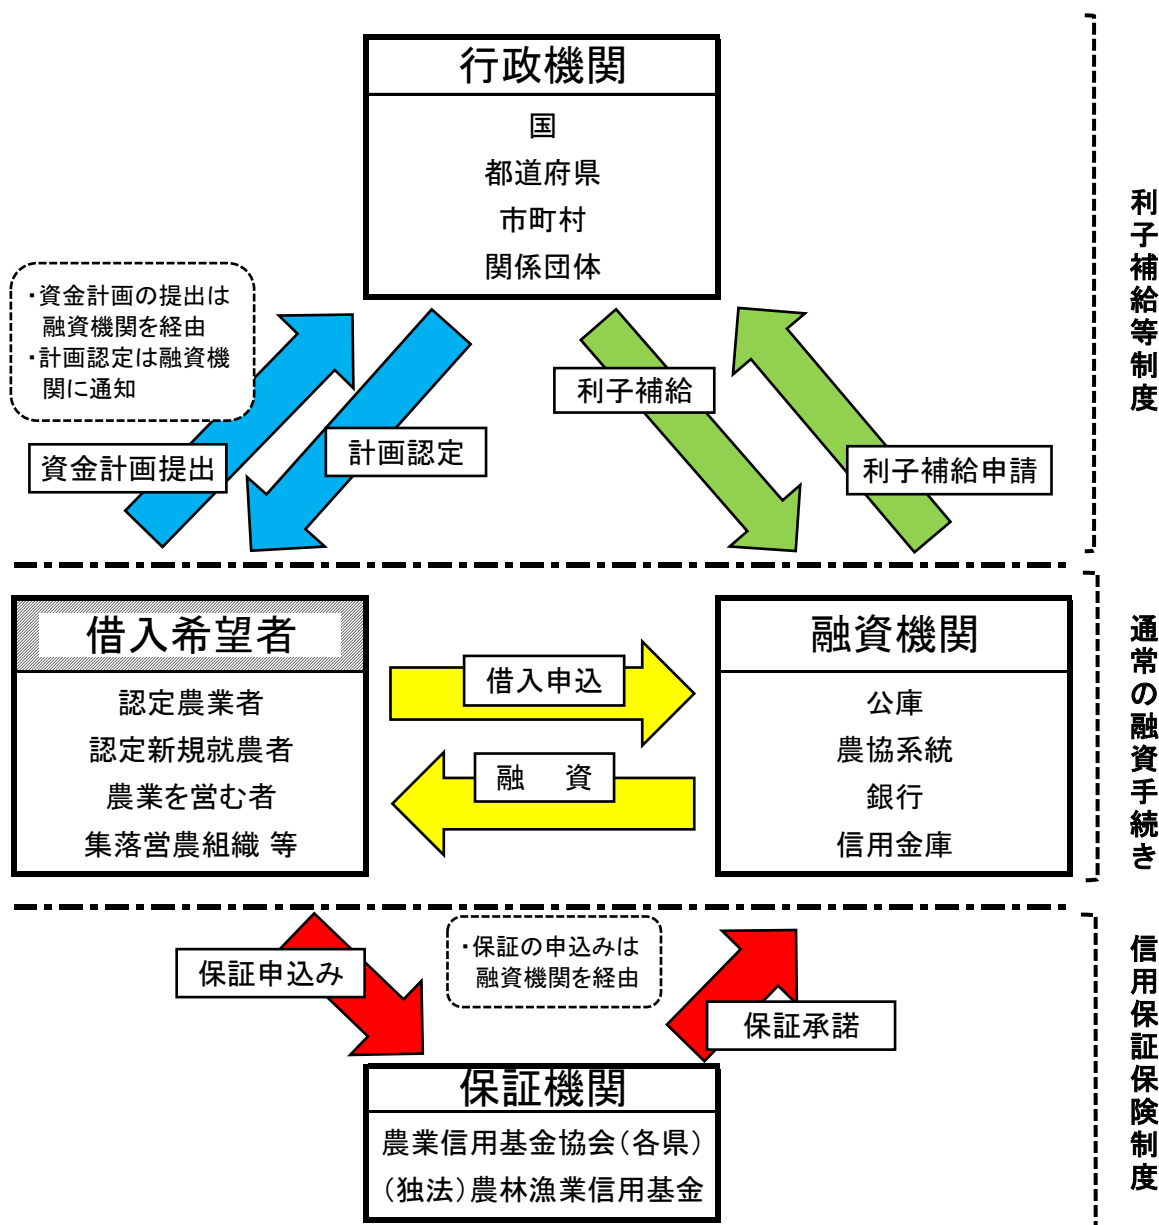 行政機関
国
都道府県
市町村
関係団体
・資金計画の提出は
融資機関を経由
・計画認定は融資機
関に通知
資金計画提出
計画認定
利子補給
利子補給申請
利子補給等制度
借入希望者
認定農業者
認定新規就農者
農業を営む者
集落営農組織 等
借入申込
融 資
融資機関
公庫
農協系統
銀行
信用金庫
通常の融資手続き
保証申込み
・保証の申込みは
融資機関を経由
保証承諾
保証機関
農業信用基金協会(各県)
(独法)農林漁業信用基金
信用保証保険制度